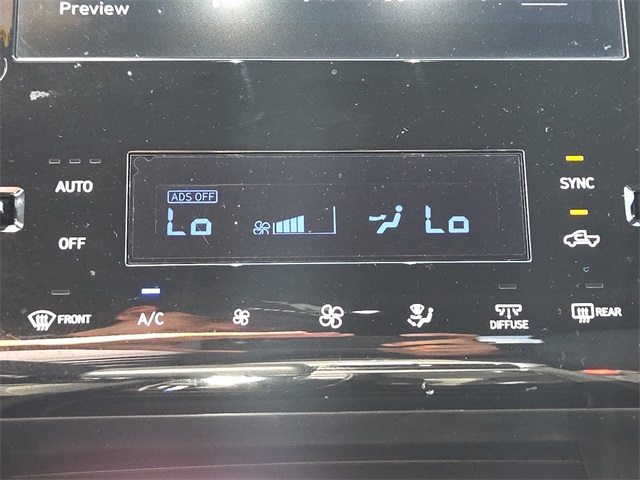 Preview
AUTO
ADS OFF
SYNC
Lo
Lo
OFF
FRONT
A/C
DIFFUSE
REAR